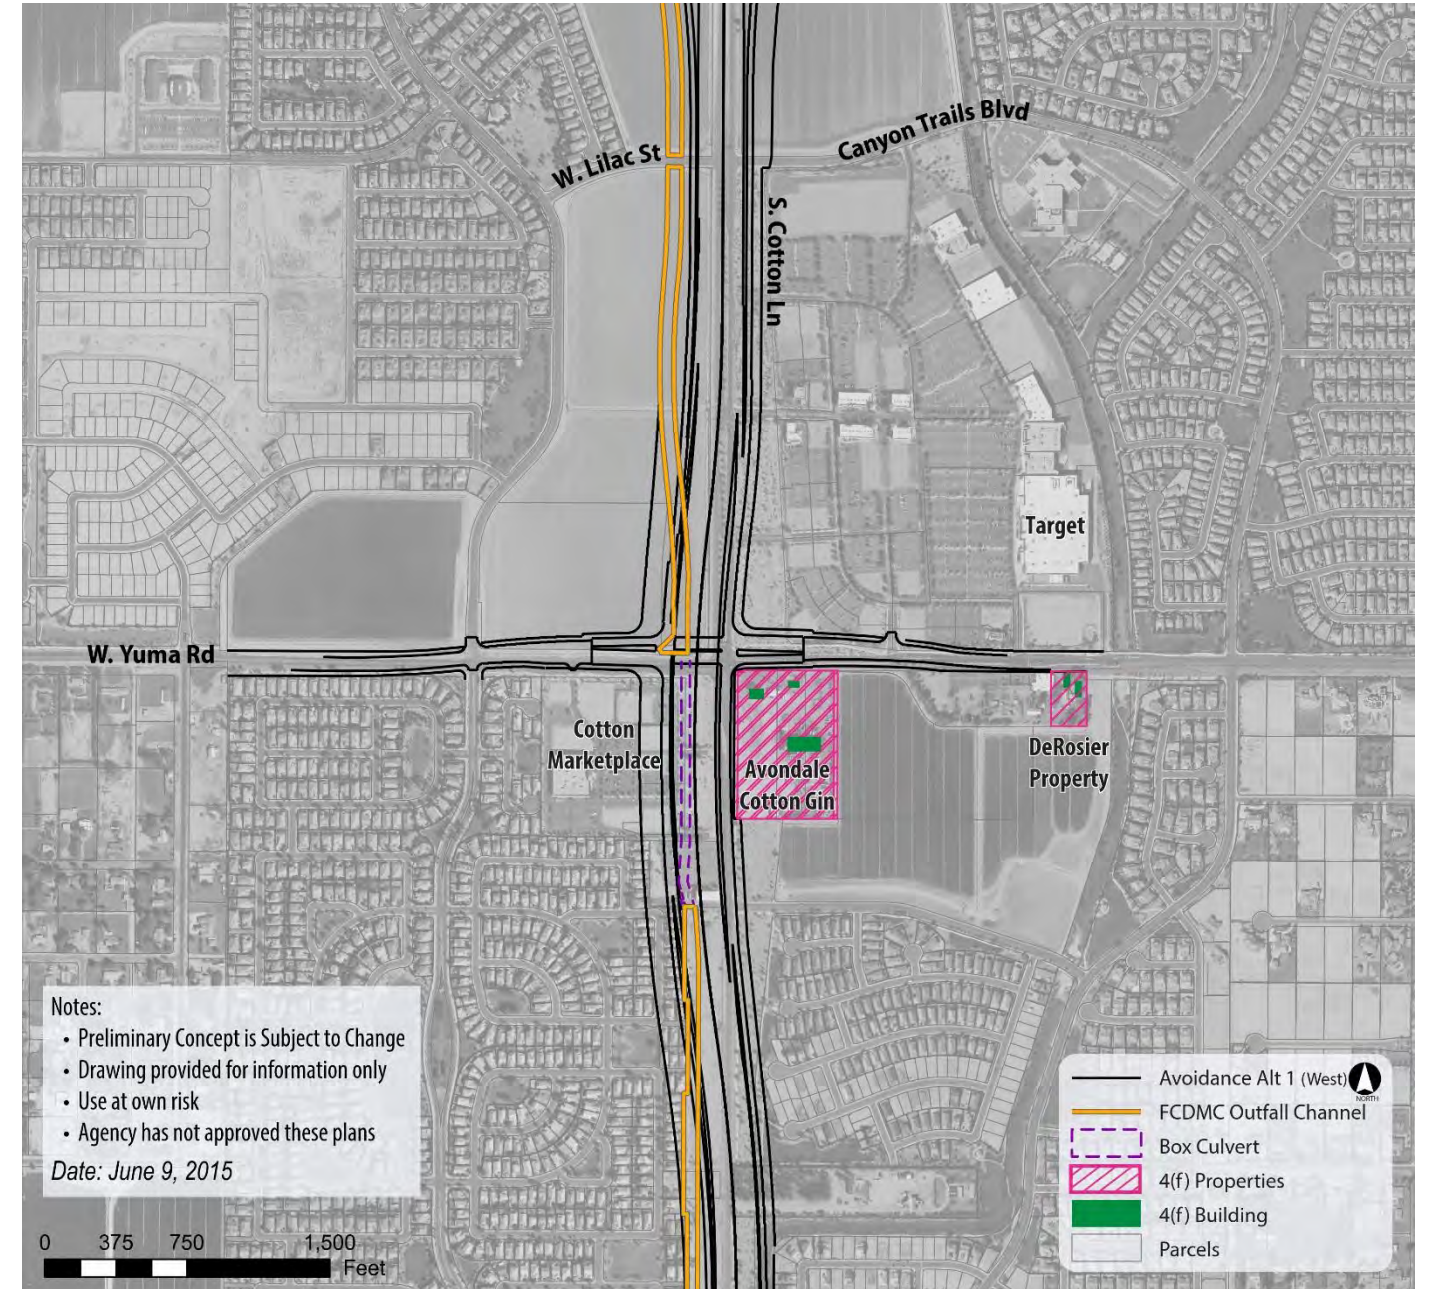 Canyon Trails Blvd
W. Lilac St
S. Cotton Ln
Target
W. Yuma Rd
Cotton
Marketplace
Avondale
Cotton Gin
DeRosier
Property
Notes:
• Preliminary Concept is Subject to Change
• Drawing provided for information only
• Use at own risk
• Agency has not approved these plans
Date: June 9, 2015
0 375 750 1,500
Feet
Avoidance Alt 1 (West)
NORTH
FCDMC Outfall Channel
Box Culvert
4(f) Properties
4(f) Building
Parcels